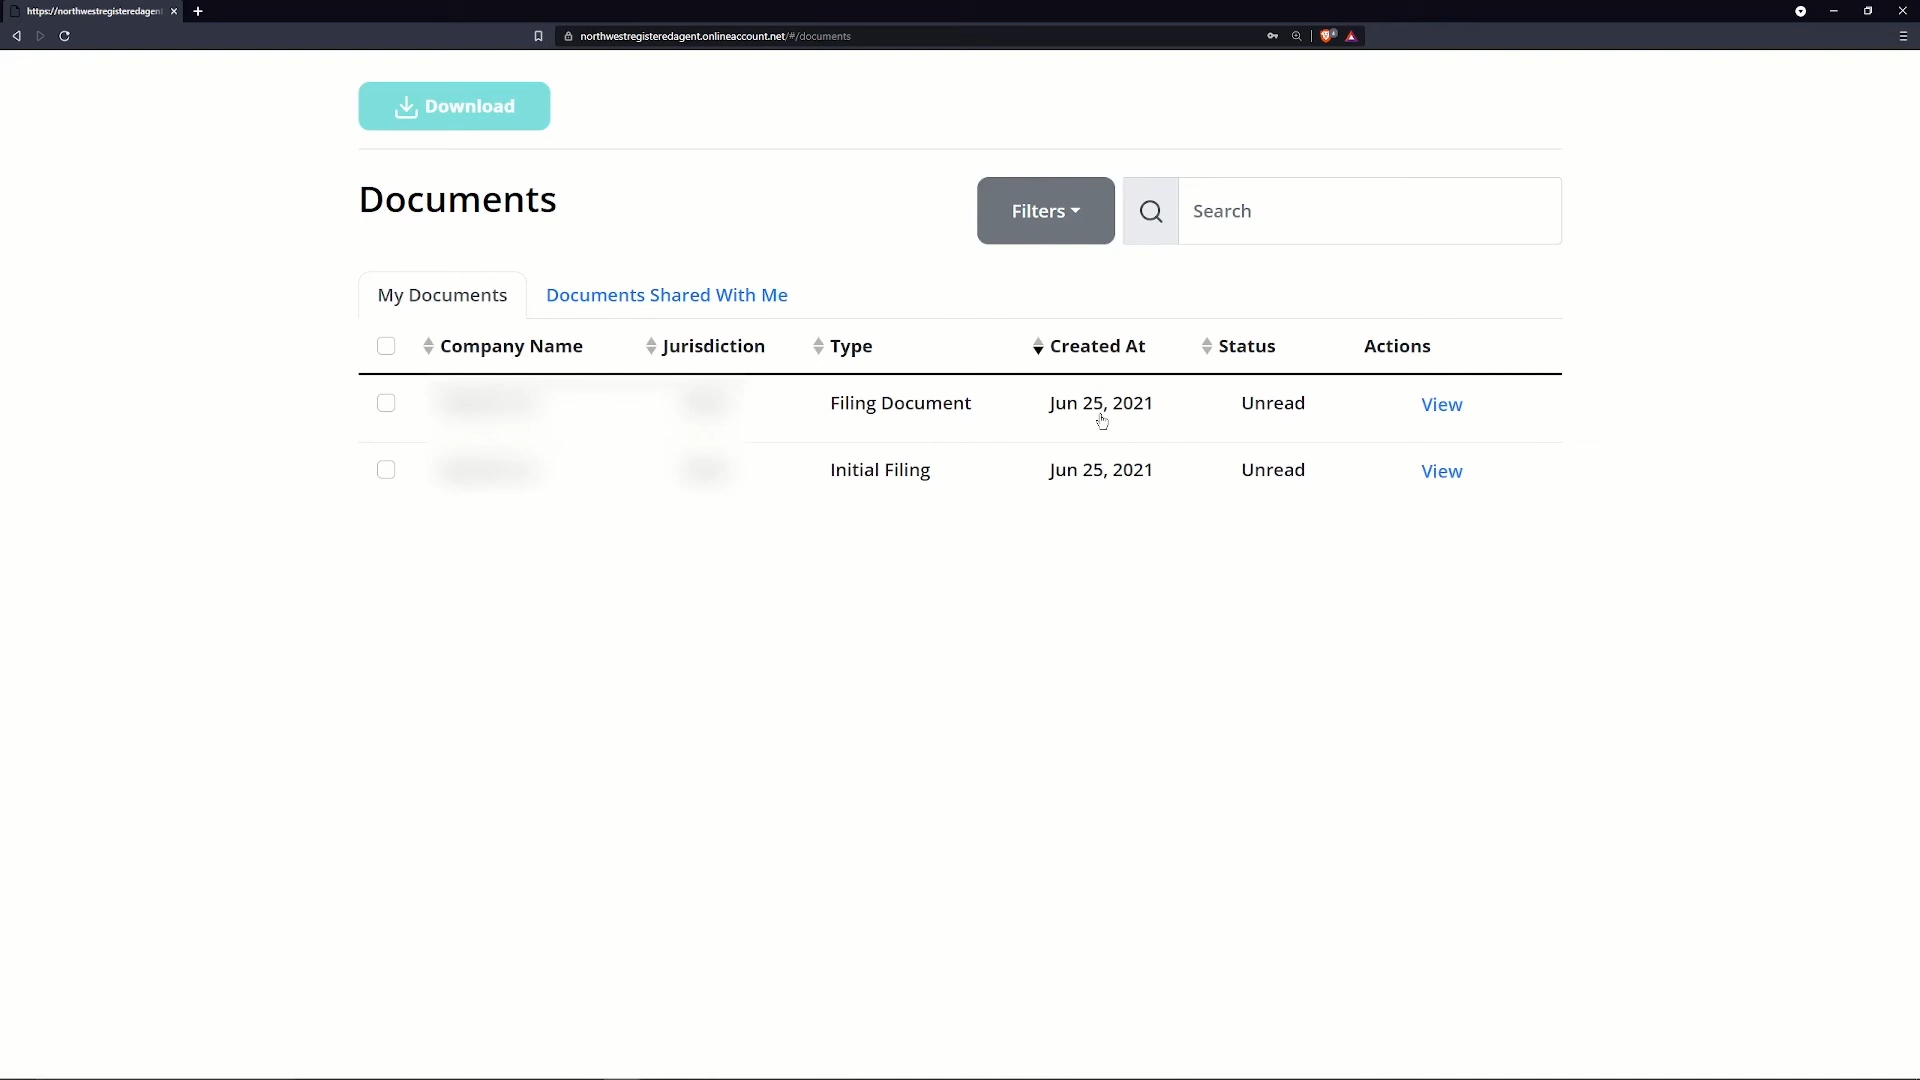 https://northwestregisteredagent
northwestregisteredagent.onlineaccount.net/#/documents
4
Download
Documents
Filters
Search
My Documents
Documents Shared With Me
Company Name Jurisdiction Type Created At Status Actions
Filing Document Jun 25, 2021 Unread View
Initial Filing Jun 25, 2021 Unread View